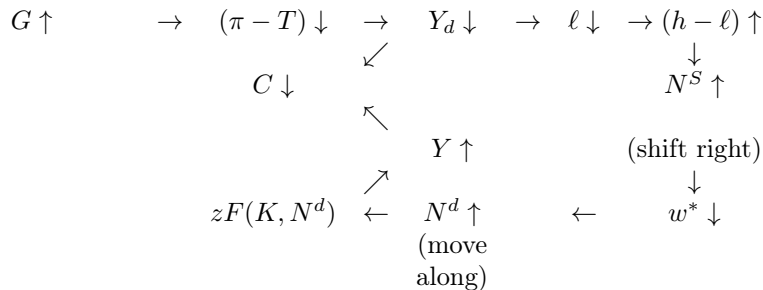 G ↑ → (π − T) ↓ → Y_d ↓ → ℓ ↓ → (h − ℓ) ↑
↙ ↓
C ↓ N^S ↑
↖
Y ↑ (shift right)
↗ ↓
zF(K, N^d) ← N^d ↑ ← w* ↓
(move
along)